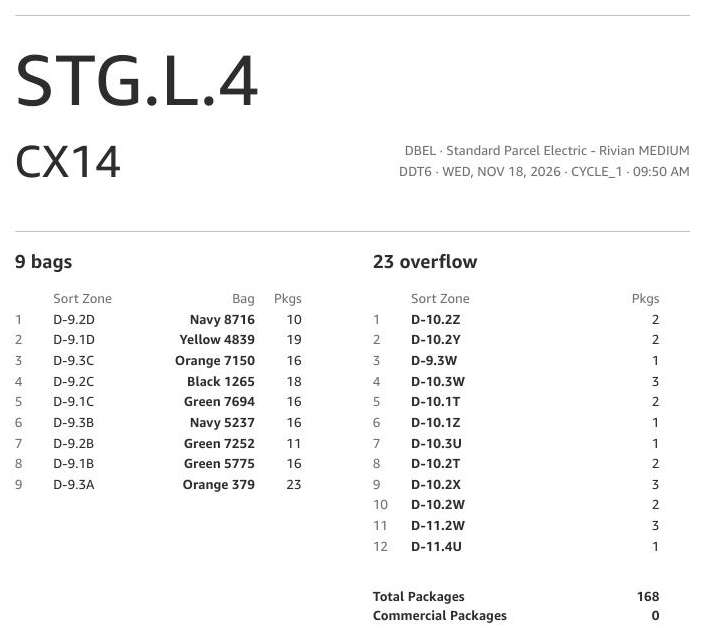 STG.L.4
CX14
DBEL · Standard Parcel Electric - Rivian MEDIUM
DDT6 · WED, NOV 18, 2026 · CYCLE_1 · 09:50 AM
9 bags
Sort Zone Bag Pkgs
1 D-9.2D Navy 8716 10
2 D-9.1D Yellow 4839 19
3 D-9.3C Orange 7150 16
4 D-9.2C Black 1265 18
5 D-9.1C Green 7694 16
6 D-9.3B Navy 5237 16
7 D-9.2B Green 7252 11
8 D-9.1B Green 5775 16
9 D-9.3A Orange 379 23
23 overflow
Sort Zone Pkgs
1 D-10.2Z 2
2 D-10.2Y 2
3 D-9.3W 1
4 D-10.3W 3
5 D-10.1T 2
6 D-10.1Z 1
7 D-10.3U 1
8 D-10.2T 2
9 D-10.2X 3
10 D-10.2W 2
11 D-11.2W 3
12 D-11.4U 1
Total Packages 168
Commercial Packages 0